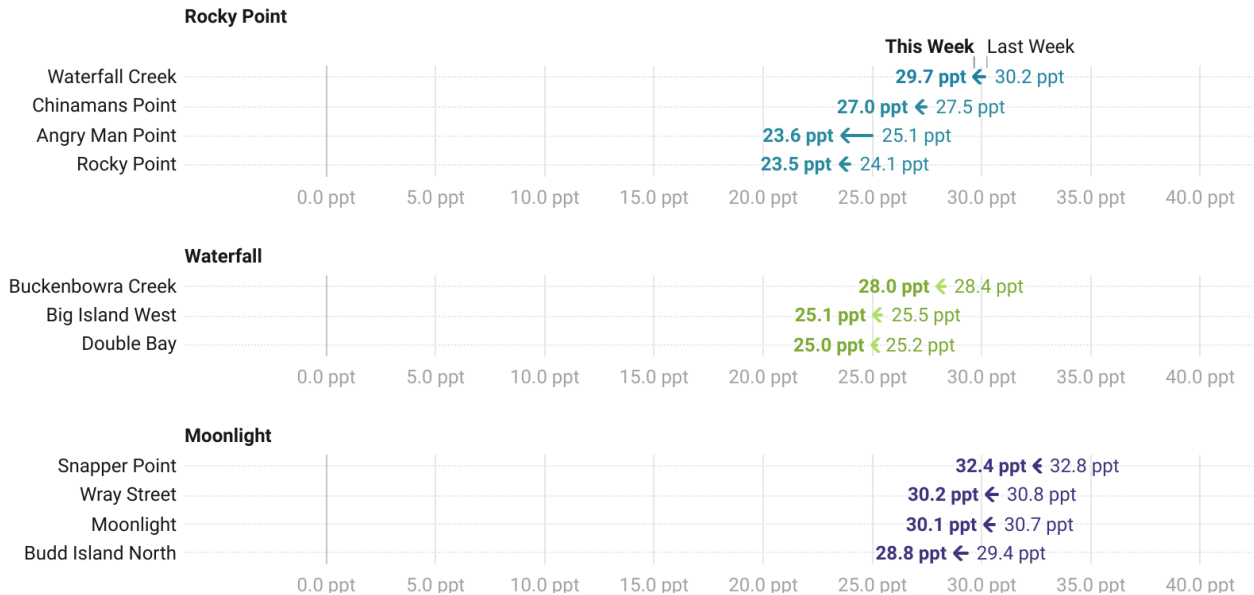 Rocky Point
This Week Last Week
Waterfall Creek 29.7 ppt 30.2 ppt
Chinamans Point 27.0 ppt 27.5 ppt
Angry Man Point 23.6 ppt 25.1 ppt
Rocky Point 23.5 ppt 24.1 ppt
0.0 ppt 5.0 ppt 10.0 ppt 15.0 ppt 20.0 ppt 25.0 ppt 30.0 ppt 35.0 ppt 40.0 ppt
Waterfall
Buckenbowra Creek 28.0 ppt 28.4 ppt
Big Island West 25.1 ppt 25.5 ppt
Double Bay 25.0 ppt 25.2 ppt
0.0 ppt 5.0 ppt 10.0 ppt 15.0 ppt 20.0 ppt 25.0 ppt 30.0 ppt 35.0 ppt 40.0 ppt
Moonlight
Snapper Point 32.4 ppt 32.8 ppt
Wray Street 30.2 ppt 30.8 ppt
Moonlight 30.1 ppt 30.7 ppt
Budd Island North 28.8 ppt 29.4 ppt
0.0 ppt 5.0 ppt 10.0 ppt 15.0 ppt 20.0 ppt 25.0 ppt 30.0 ppt 35.0 ppt 40.0 ppt